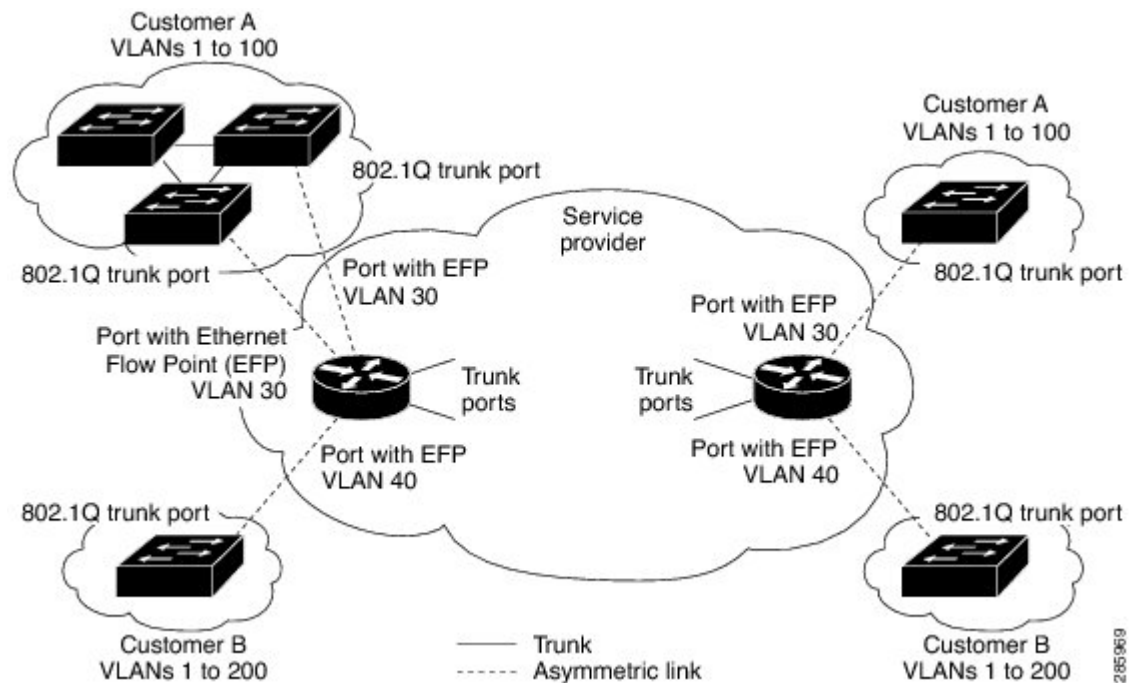 Customer A
VLANs 1 to 100
Customer A
VLANs 1 to 100
802.1Q trunk port
Service
provider
802.1Q trunk port
802.1Q trunk port
Port with EFP
VLAN 30
Port with EFP
VLAN 30
Port with Ethernet
Flow Point (EFP)
VLAN 30
Trunk
ports
Trunk
ports
Port with EFP
VLAN 40
Port with EFP
VLAN 40
802.1Q trunk port
802.1Q trunk port
Customer B
VLANs 1 to 200
Trunk
Asymmetric link
Customer B
VLANs 1 to 200
285969